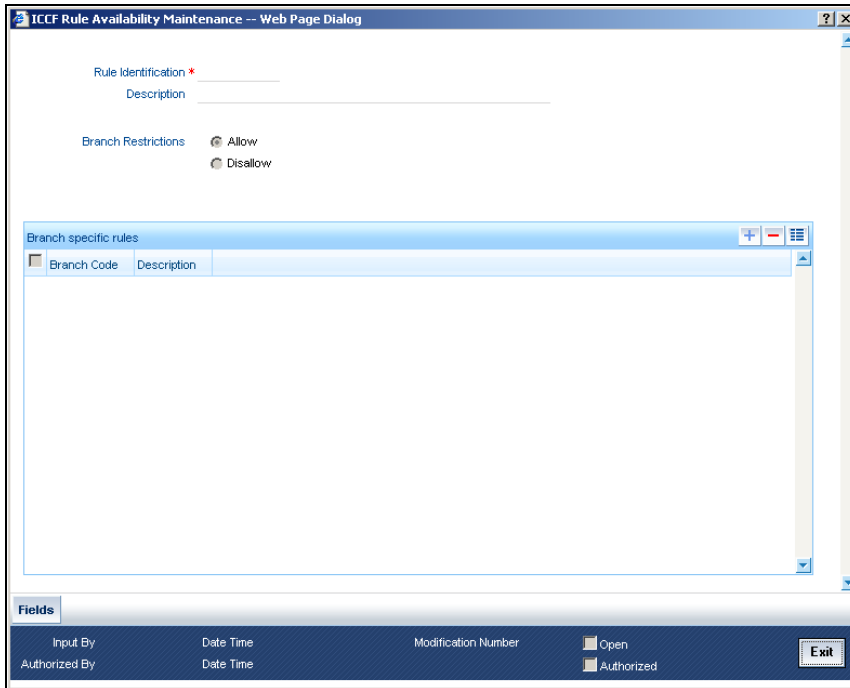 ICCF Rule Availability Maintenance -- Web Page Dialog
Rule Identification *
Description
Branch Restrictions Allow
Disallow
Branch specific rules
Branch Code Description
Fields
Input By Date Time Modification Number Open
Authorized By Date Time Authorized
Exit